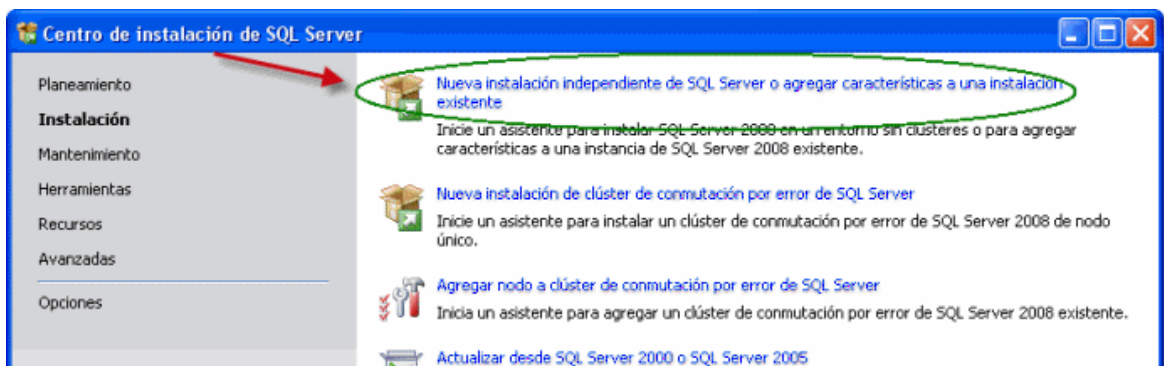 Centro de instalación de SQL Server
Planeamiento
Instalación
Mantenimiento
Herramientas
Recursos
Avanzadas
Opciones
Nueva instalación independiente de SQL Server o agregar características a una instalación
existente
Inicie un asistente para instalar SQL Server 2008 en un entorno sin clústeres o para agregar
características a una instancia de SQL Server 2008 existente.
Nueva instalación de clúster de conmutación por error de SQL Server
Inicie un asistente para instalar un clúster de conmutación por error de SQL Server 2008 de nodo
único.
Agregar nodo a clúster de conmutación por error de SQL Server
Inicia un asistente para agregar un clúster de conmutación por error de SQL Server 2008 existente.
Actualizar desde SQL Server 2000 o SQL Server 2005